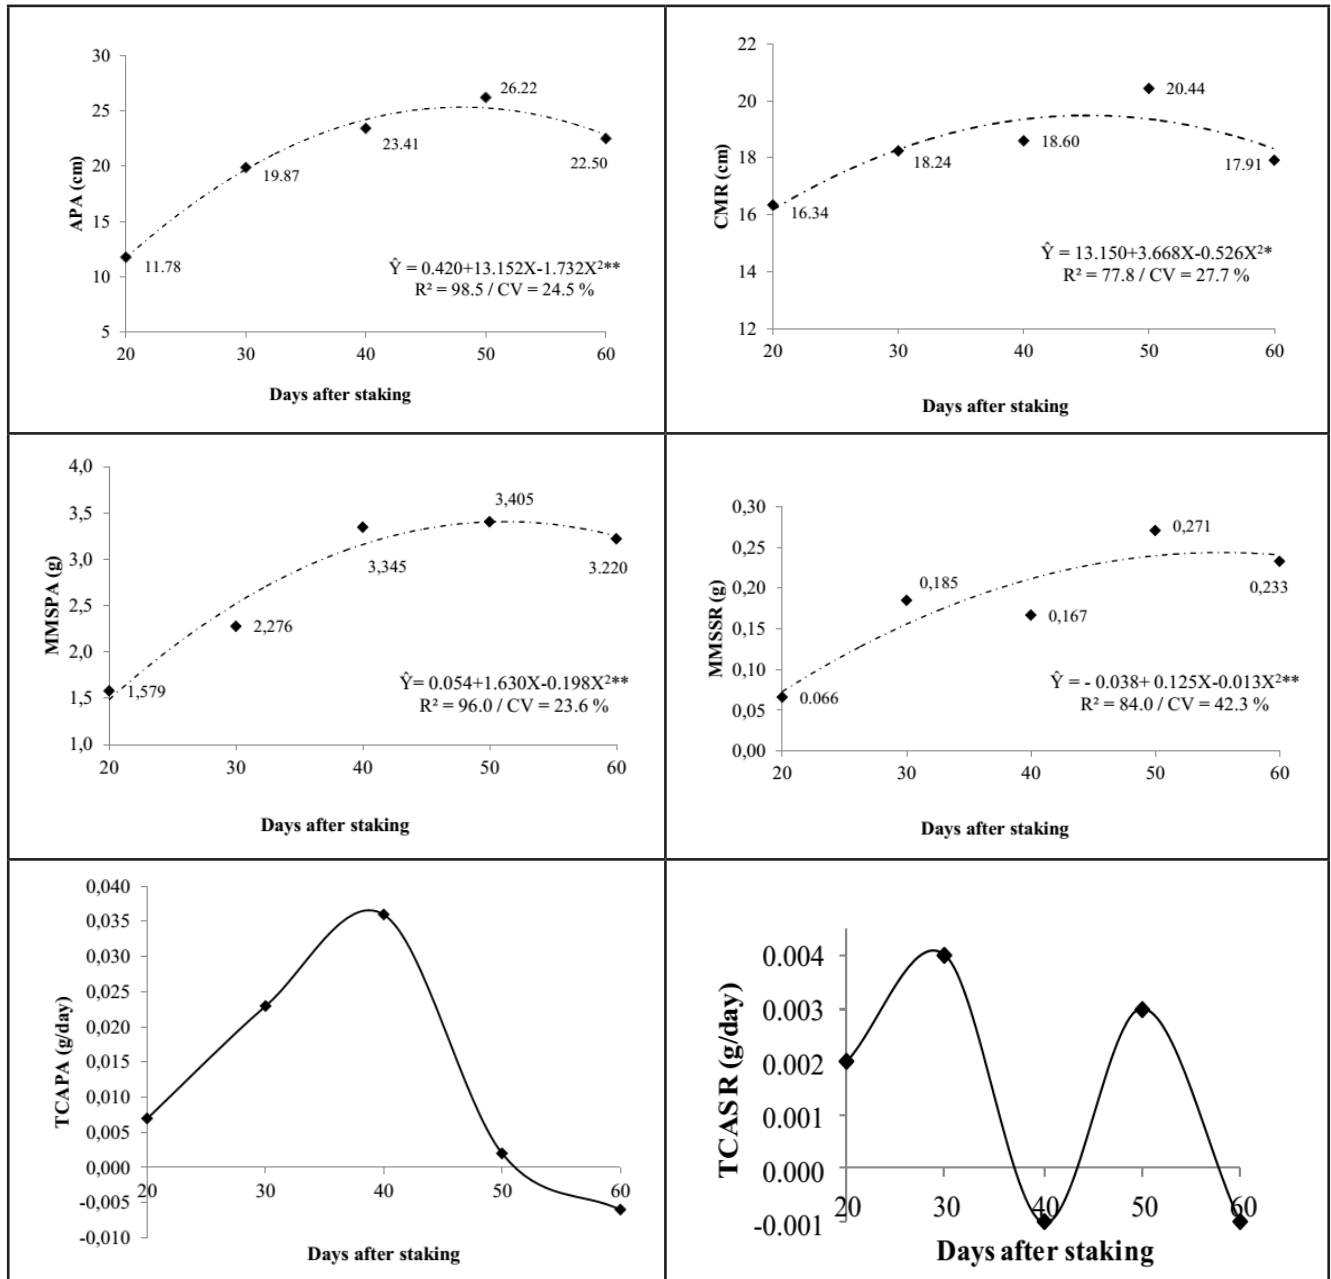 30
25
20
15
10
5
APA (cm)
11.78
19.87
23.41
26.22
22.50
Ŷ = 0.420+13.152X-1.732X²**
R² = 98.5 / CV = 24.5 %
20 30 40 50 60
Days after staking
22
20
18
16
14
12
CMR (cm)
16.34
18.24
18.60
20.44
17.91
Ŷ = 13.150+3.668X-0.526X²*
R² = 77.8 / CV = 27.7 %
20 30 40 50 60
Days after staking
4,0
3,5
3,0
2,5
2,0
1,5
1,0
MMSPA (g)
1,579
2,276
3,345
3,405
3.220
Ŷ= 0.054+1.630X-0.198X²**
R² = 96.0 / CV = 23.6 %
20 30 40 50 60
Days after staking
0,30
0,25
0,20
0,15
0,10
0,05
0,00
MMSSR (g)
0.066
0,185
0,167
0,271
0,233
Ŷ = - 0.038+ 0.125X-0.013X²**
R² = 84.0 / CV = 42.3 %
20 30 40 50 60
Days after staking
0,040
0,035
0,030
0,025
0,020
0,015
0,010
0,005
0,000
-0,005
-0,010
TCAPA (g/day)
20 30 40 50 60
Days after staking
0.004
0.003
0.002
0.001
0.000
-0.001
TCASR (g/day)
20 30 40 50 60
Days after staking